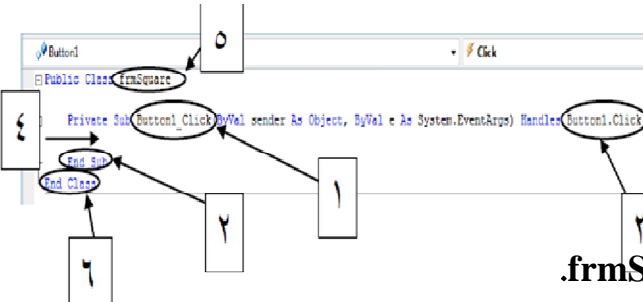 ٥
Button1 Click
Public Class frmSquare
٤
Private Sub Button1_Click(ByVal sender As Object, ByVal e As System.EventArgs) Handles Button1.Click
End Sub
End Class
١
٢
٦
.frmS